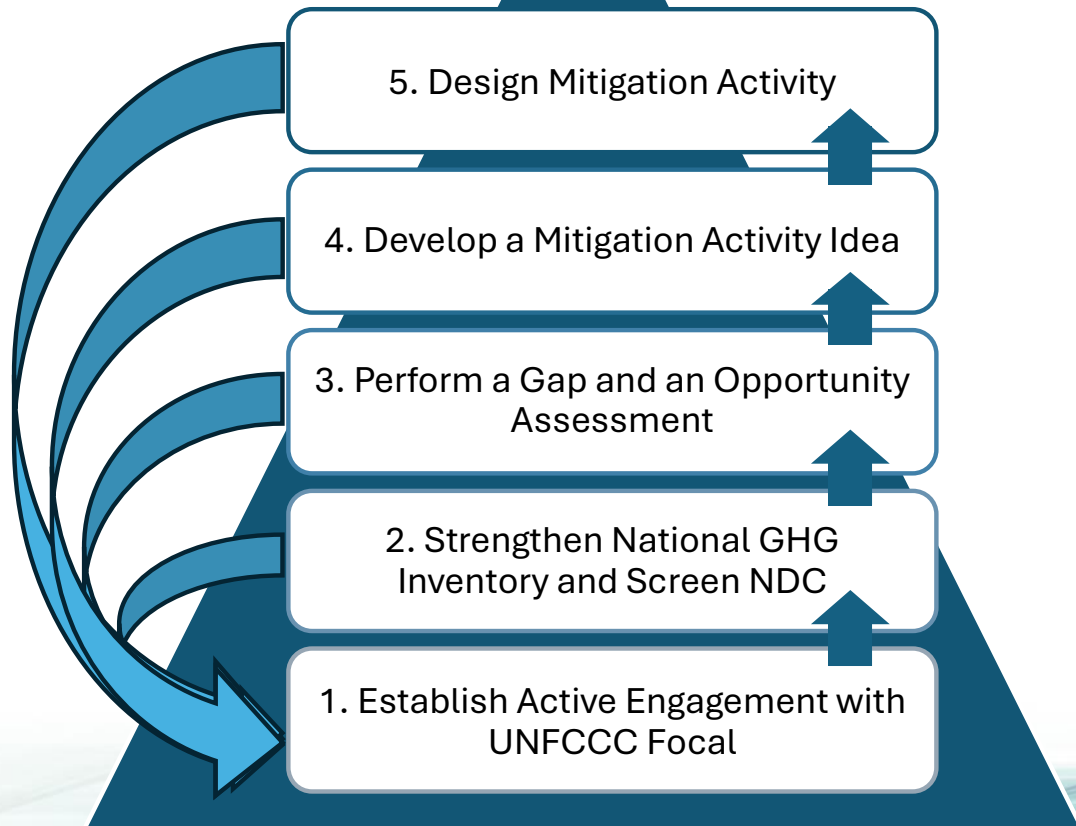 5. Design Mitigation Activity
4. Develop a Mitigation Activity Idea
3. Perform a Gap and an Opportunity
Assessment
2. Strengthen National GHG
Inventory and Screen NDC
1. Establish Active Engagement with
UNFCCC Focal